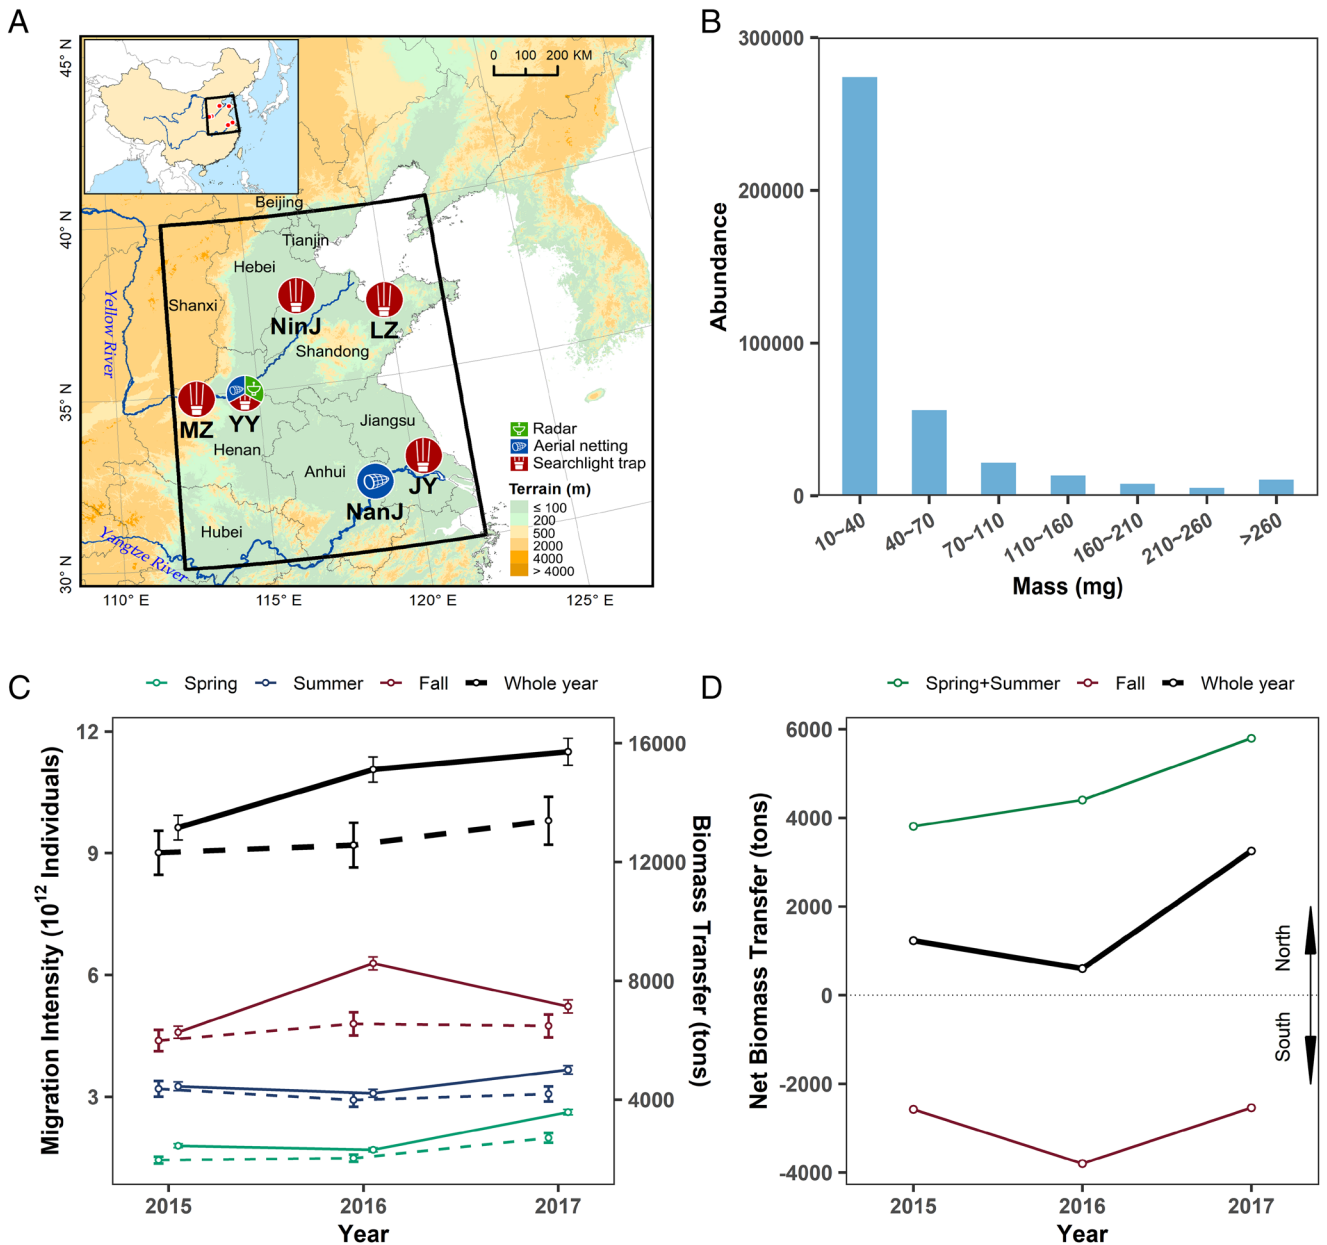 A
45° N
40° N
35° N
30° N
110° E
115° E
120° E
125° E
0 100 200 KM
Beijing
Tianjin
Hebei
Shanxi
NinJ
LZ
Shandong
Yellow River
MZ
YY
Henan
Jiangsu
Anhui
JY
NanJ
Hubei
Yangtze River
Radar
Aerial netting
Searchlight trap
Terrain (m)
≤ 100
200
500
2000
4000
> 4000
B
300000
200000
100000
0
Abundance
10~40
40~70
70~110
110~160
160~210
210~260
>260
Mass (mg)
C
Spring
Summer
Fall
Whole year
12
9
6
3
Migration Intensity (10¹² Individuals)
16000
12000
8000
4000
Biomass Transfer (tons)
2015
2016
2017
Year
D
Spring+Summer
Fall
Whole year
6000
4000
2000
0
-2000
-4000
Net Biomass Transfer (tons)
North
South
2015
2016
2017
Year